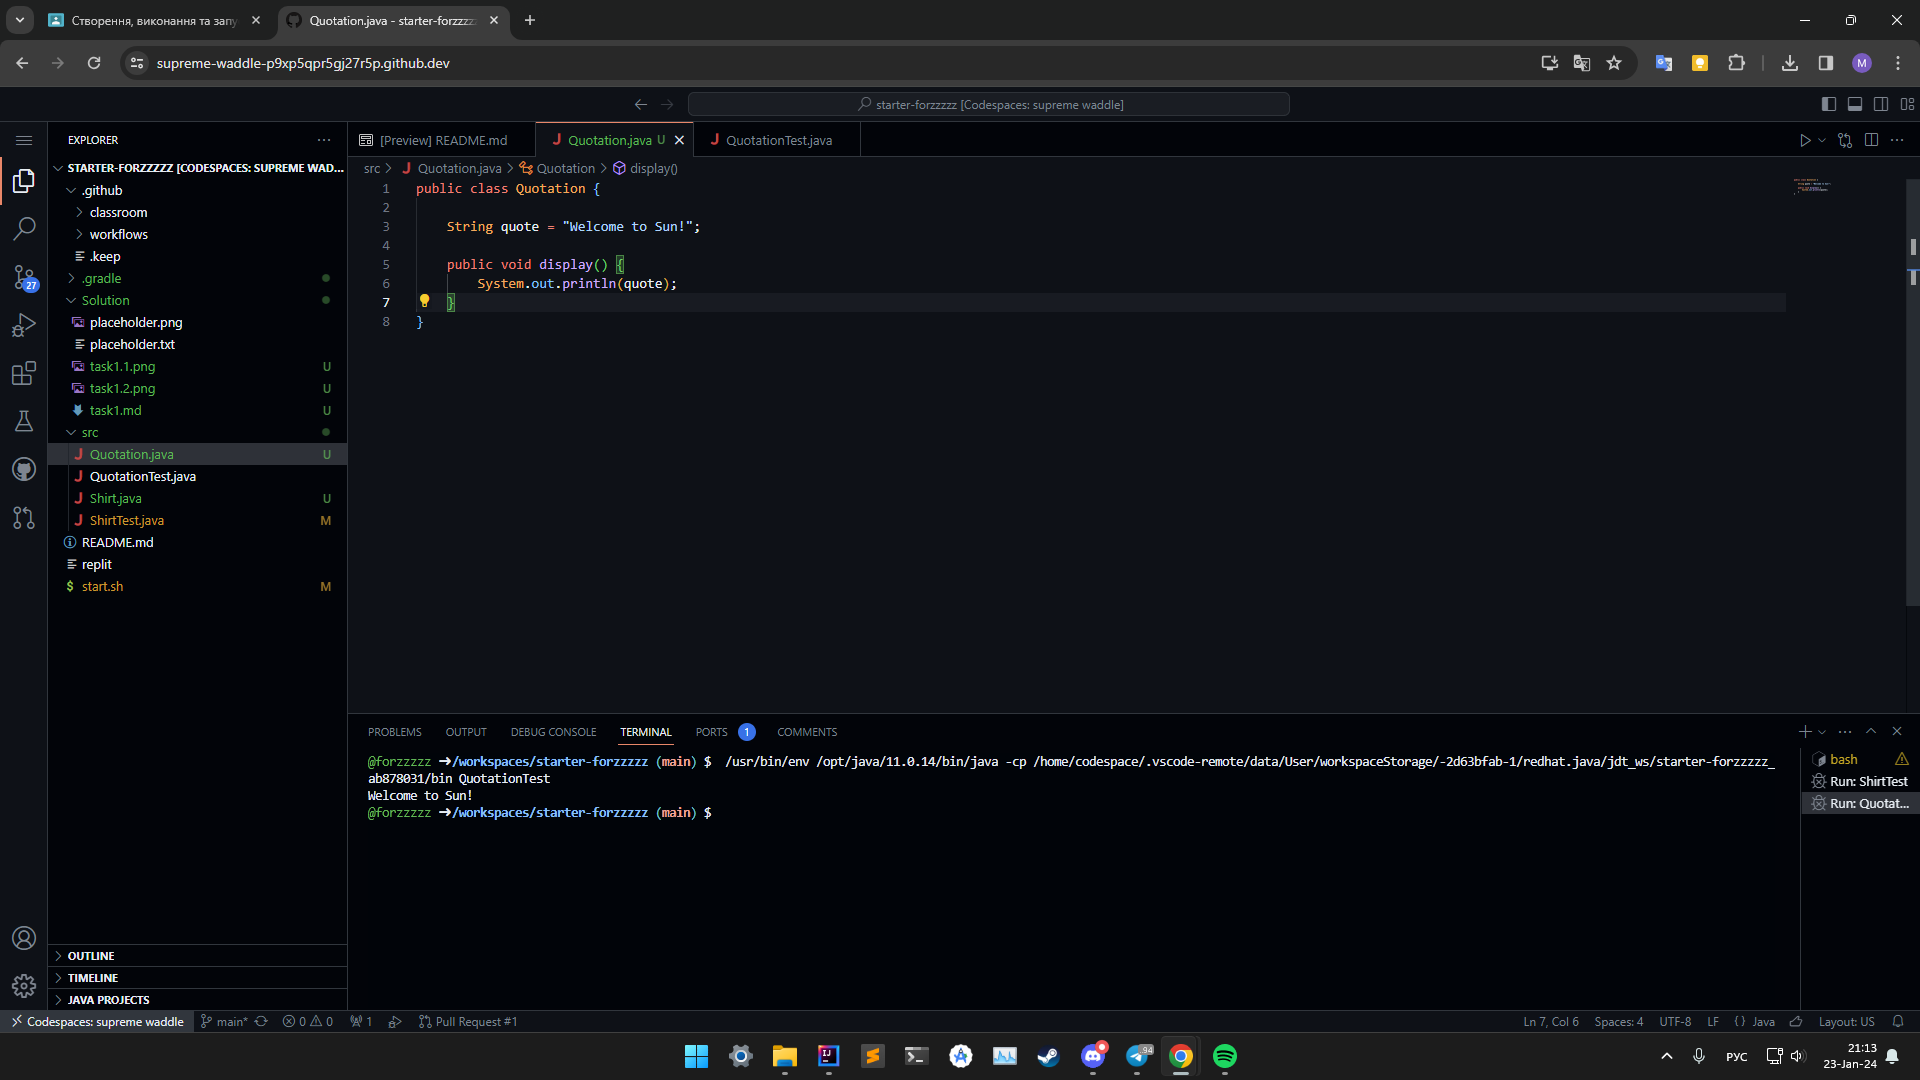 Створення, виконання та запу
Quotation.java - starter-forzzzzz
supreme-waddle-p9xp5qpr5gj27r5p.github.dev
M
starter-forzzzzz [Codespaces: supreme waddle]
EXPLORER
STARTER-FORZZZZZ [CODESPACES: SUPREME WAD...
.github
classroom
workflows
.keep
.gradle
Solution
placeholder.png
placeholder.txt
task1.1.png U
task1.2.png U
task1.md U
src
Quotation.java U
QuotationTest.java
Shirt.java U
ShirtTest.java M
README.md
replit
start.sh M
27
OUTLINE
TIMELINE
JAVA PROJECTS
[Preview] README.md
Quotation.java U
QuotationTest.java
src > Quotation.java > Quotation > display()
1 public class Quotation {
2
3 String quote = "Welcome to Sun!";
4
5 public void display() {
6 System.out.println(quote);
7 }
8 }
PROBLEMS OUTPUT DEBUG CONSOLE TERMINAL PORTS 1 COMMENTS
@forzzzzz ➜/workspaces/starter-forzzzzz (main) $ /usr/bin/env /opt/java/11.0.14/bin/java -cp /home/codespace/.vscode-remote/data/User/workspaceStorage/-2d63bfab-1/redhat.java/jdt_ws/starter-forzzzzz_
ab878031/bin QuotationTest
Welcome to Sun!
@forzzzzz ➜/workspaces/starter-forzzzzz (main) $
bash
Run: ShirtTest
Run: Quotat...
Codespaces: supreme waddle main* 0 0 1 Pull Request #1
Ln 7, Col 6 Spaces: 4 UTF-8 LF {} Java Layout: US
94
РУС
21:13
23-Jan-24